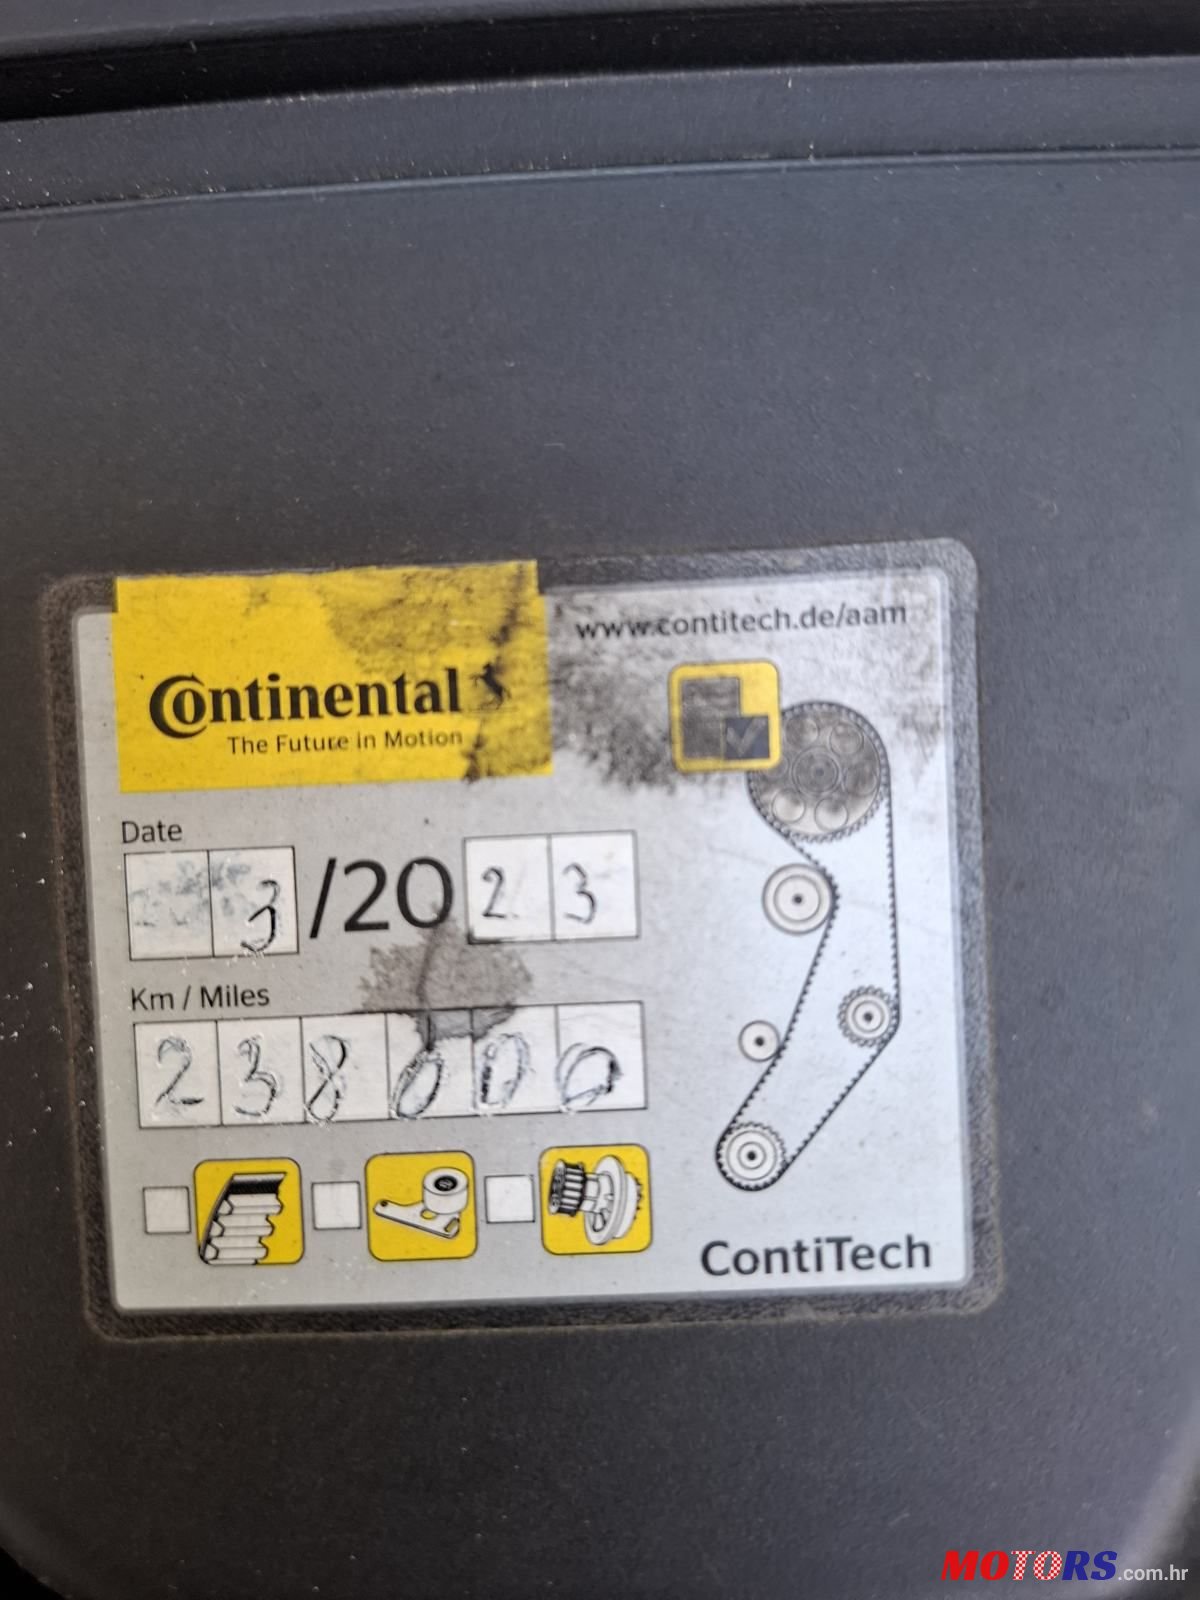 www.contitech.de/aam
Continental
The Future in Motion
Date
3/2023
Km / Miles
238000
ContiTech
MOTORS.com.hr